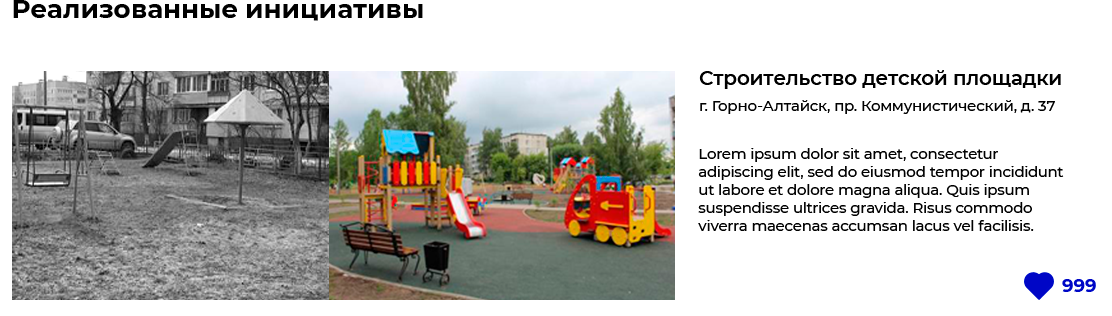 Реализованные инициативы
Строительство детской площадки
г. Горно-Алтайск, пр. Коммунистический, д. 37
Lorem ipsum dolor sit amet, consectetur
adipiscing elit, sed do eiusmod tempor incididunt
ut labore et dolore magna aliqua. Quis ipsum
suspendisse ultrices gravida. Risus commodo
viverra maecenas accumsan lacus vel facilisis.
999